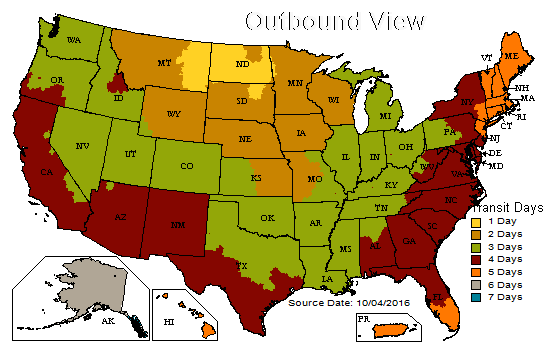 Outbound View
WA
MT
ND
MN
ME
VT
OR
ID
SD
WI
NH
MA
WY
MI
NY
RI
CT
NE
IA
PA
NJ
NV
UT
CO
IL
IN
OH
DE
MD
CA
KS
MO
WV
VA
KY
AZ
NM
OK
AR
TN
NC
SC
TX
LA
MS
AL
GA
FL
AK
HI
PR
Transit Days
1 Day
2 Days
3 Days
4 Days
5 Days
6 Days
7 Days
Source Date: 10/04/2016